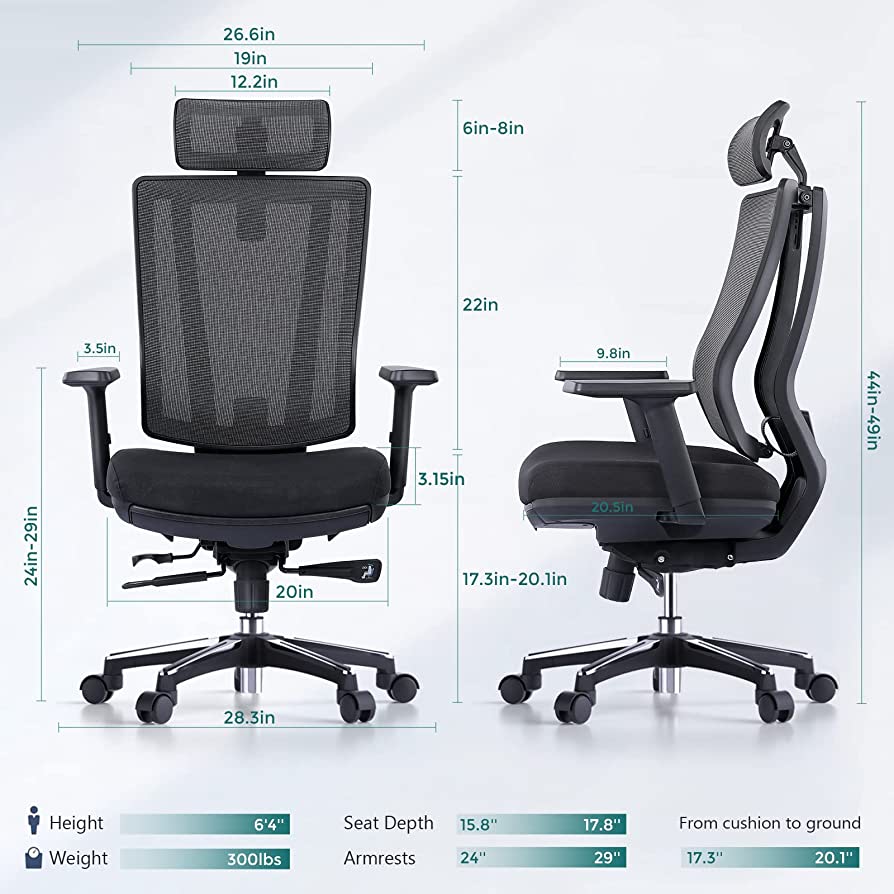 26.6in
19in
12.2in
6in-8in
22in
3.5in
9.8in
44in-49in
3.15in
20.5in
24in-29in
17.3in-20.1in
20in
28.3in
Height 6'4"
Seat Depth 15.8" 17.8"
From cushion to ground
Weight 300lbs
Armrests 24" 29"
17.3" 20.1"